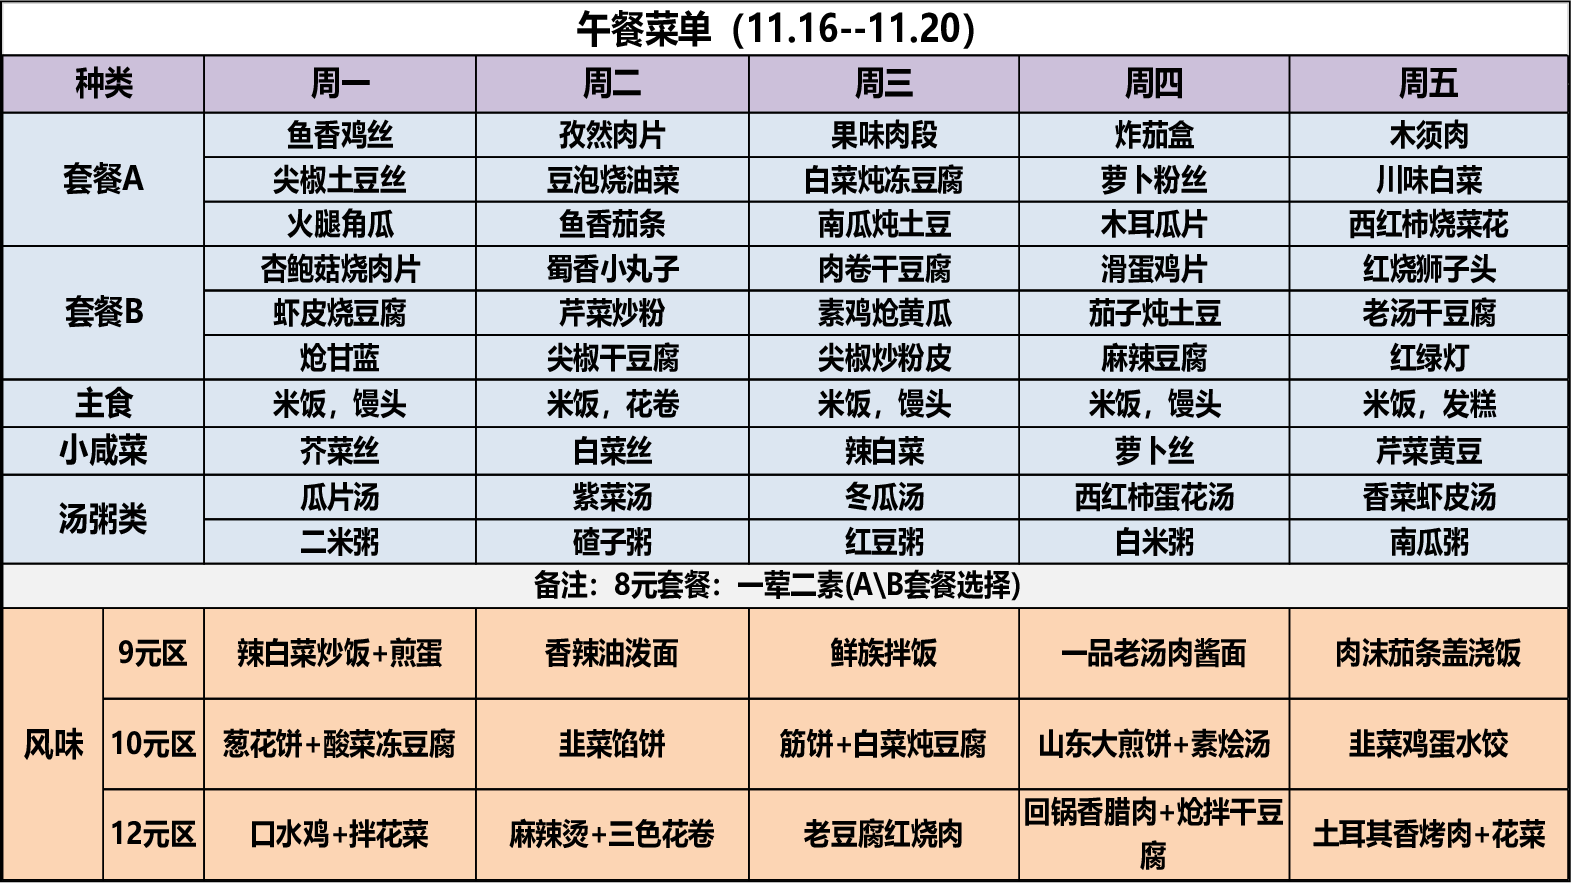 午餐菜单（11.16--11.20）
种类 周一 周二 周三 周四 周五
套餐A
鱼香鸡丝 孜然肉片 果味肉段 炸茄盒 木须肉
尖椒土豆丝 豆泡烧油菜 白菜炖冻豆腐 萝卜粉丝 川味白菜
火腿角瓜 鱼香茄条 南瓜炖土豆 木耳瓜片 西红柿烧菜花
套餐B
杏鲍菇烧肉片 蜀香小丸子 肉卷干豆腐 滑蛋鸡片 红烧狮子头
虾皮烧豆腐 芹菜炒粉 素鸡炝黄瓜 茄子炖土豆 老汤干豆腐
炝甘蓝 尖椒干豆腐 尖椒炒粉皮 麻辣豆腐 红绿灯
主食 米饭，馒头 米饭，花卷 米饭，馒头 米饭，馒头 米饭，发糕
小咸菜 芥菜丝 白菜丝 辣白菜 萝卜丝 芹菜黄豆
汤粥类
瓜片汤 紫菜汤 冬瓜汤 西红柿蛋花汤 香菜虾皮汤
二米粥 碴子粥 红豆粥 白米粥 南瓜粥
备注：8元套餐：一荤二素(A\B套餐选择)
风味
9元区 辣白菜炒饭+煎蛋 香辣油泼面 鲜族拌饭 一品老汤肉酱面 肉沫茄条盖浇饭
10元区 葱花饼+酸菜冻豆腐 韭菜馅饼 筋饼+白菜炖豆腐 山东大煎饼+素烩汤 韭菜鸡蛋水饺
12元区 口水鸡+拌花菜 麻辣烫+三色花卷 老豆腐红烧肉 回锅香腊肉+炝拌干豆
腐 土耳其香烤肉+花菜